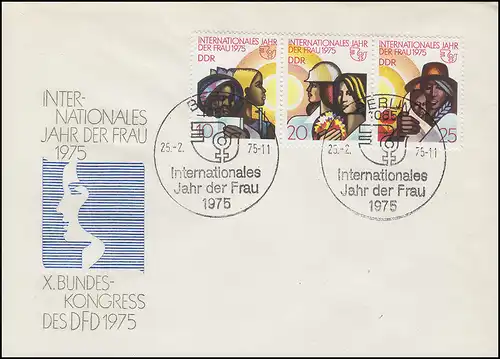 INTERNATIONALES JAHR
DER FRAU 1975
DDR
10
INTERNATIONALES JAHR
DER FRAU 1975
DDR
20
INTERNATIONALES JAHR
DER FRAU 1975
DDR
25
INTER-
NATIONALES
JAHR DER FRAU
1975
X. BUNDES-
KONGRESS
DES DFD 1975
25.-2. 75-11
Internationales
Jahr der Frau
1975
BERLIN
1085
25.-2. 75-11
Internationales
Jahr der Frau
1975